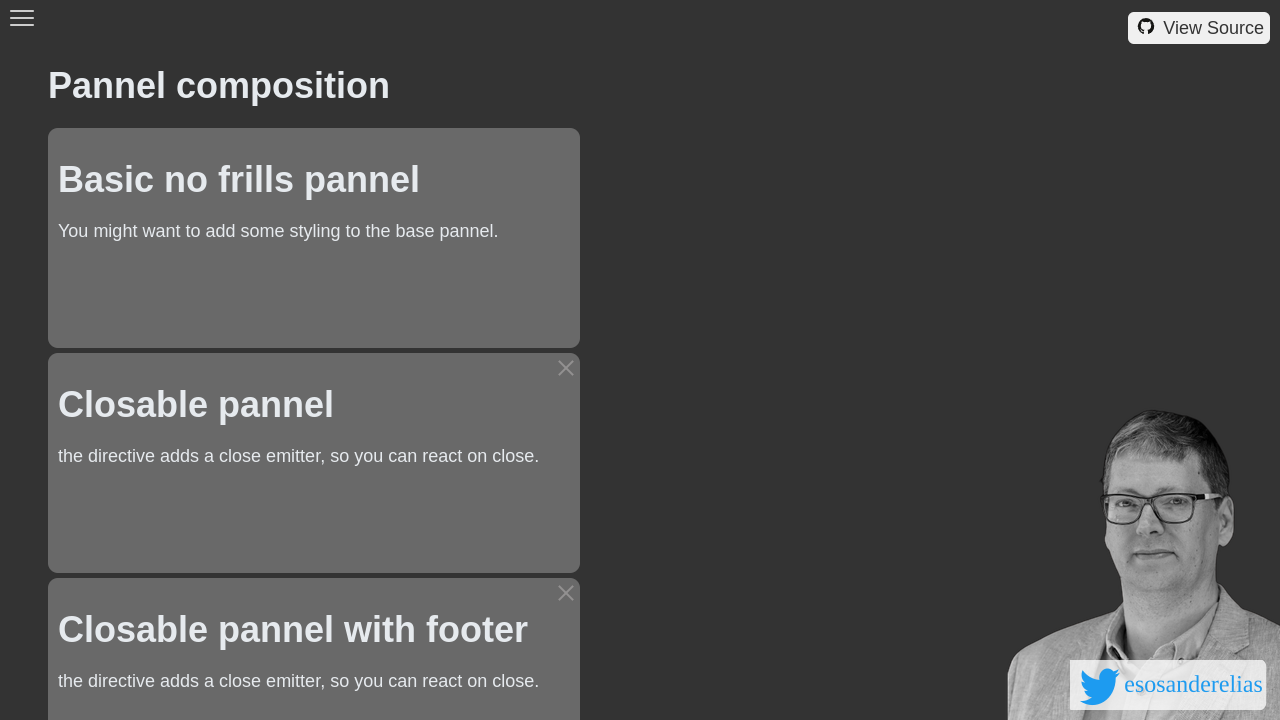 View Source
Pannel composition
Basic no frills pannel
You might want to add some styling to the base pannel.
Closable pannel
the directive adds a close emitter, so you can react on close.
Closable pannel with footer
the directive adds a close emitter, so you can react on close.
esosanderelias